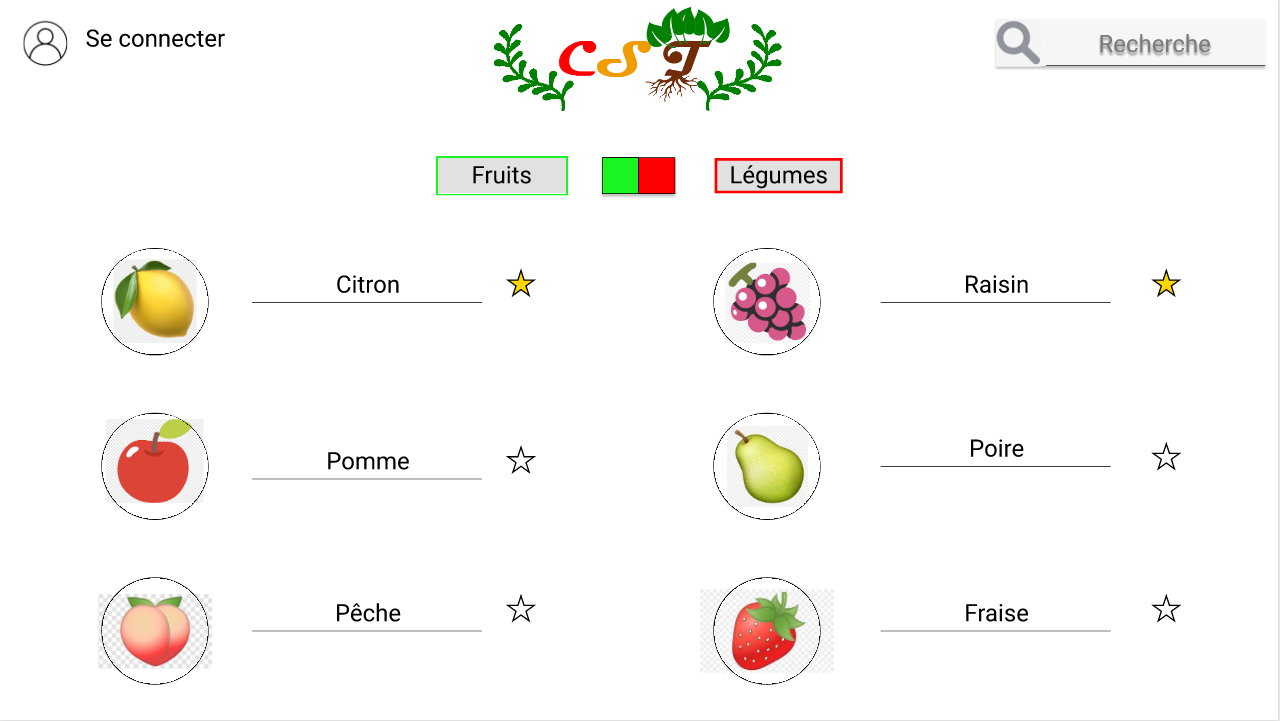 Se connecter
CST
Recherche
Fruits
Légumes
Citron
Raisin
Pomme
Poire
Pêche
Fraise